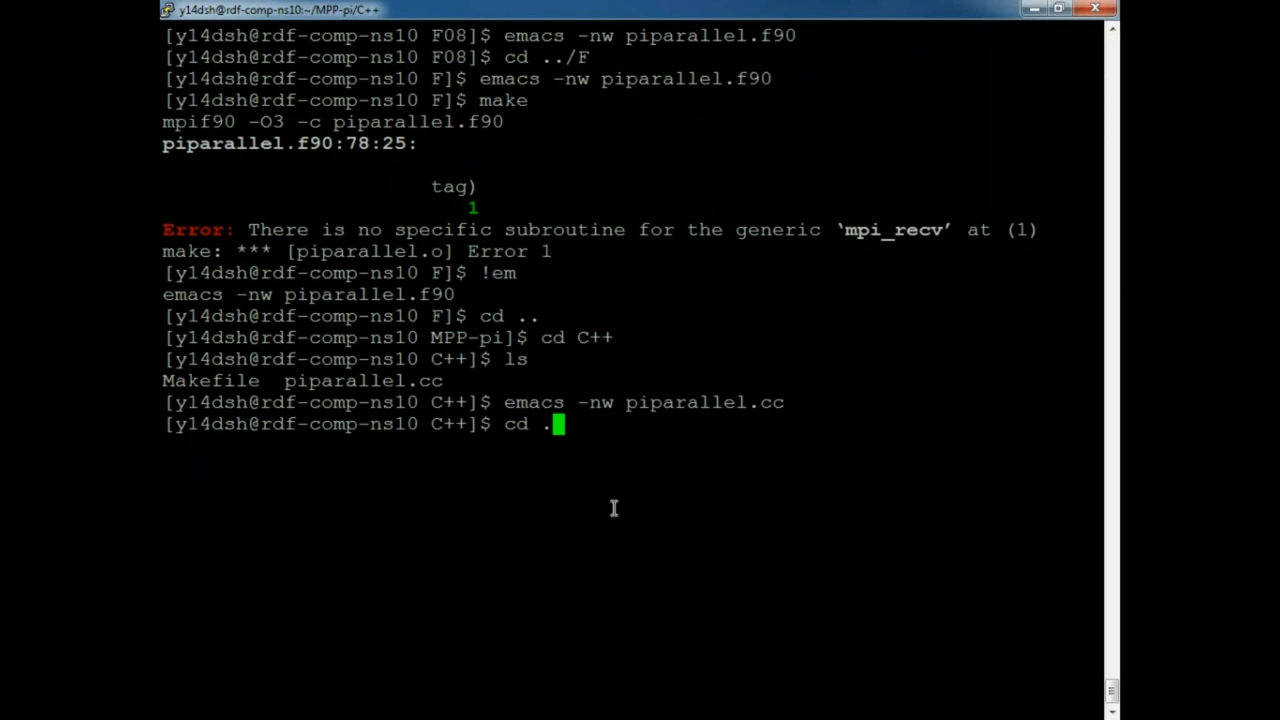 y14dsh@rdf-comp-ns10:~/MPP-pi/C++
[y14dsh@rdf-comp-ns10 F08]$ emacs -nw piparallel.f90
[y14dsh@rdf-comp-ns10 F08]$ cd ../F
[y14dsh@rdf-comp-ns10 F]$ emacs -nw piparallel.f90
[y14dsh@rdf-comp-ns10 F]$ make
mpif90 -O3 -c piparallel.f90
piparallel.f90:78:25:
tag)
1
Error: There is no specific subroutine for the generic ‘mpi_recv’ at (1)
make: *** [piparallel.o] Error 1
[y14dsh@rdf-comp-ns10 F]$ !em
emacs -nw piparallel.f90
[y14dsh@rdf-comp-ns10 F]$ cd ..
[y14dsh@rdf-comp-ns10 MPP-pi]$ cd C++
[y14dsh@rdf-comp-ns10 C++]$ ls
Makefile  piparallel.cc
[y14dsh@rdf-comp-ns10 C++]$ emacs -nw piparallel.cc
[y14dsh@rdf-comp-ns10 C++]$ cd .